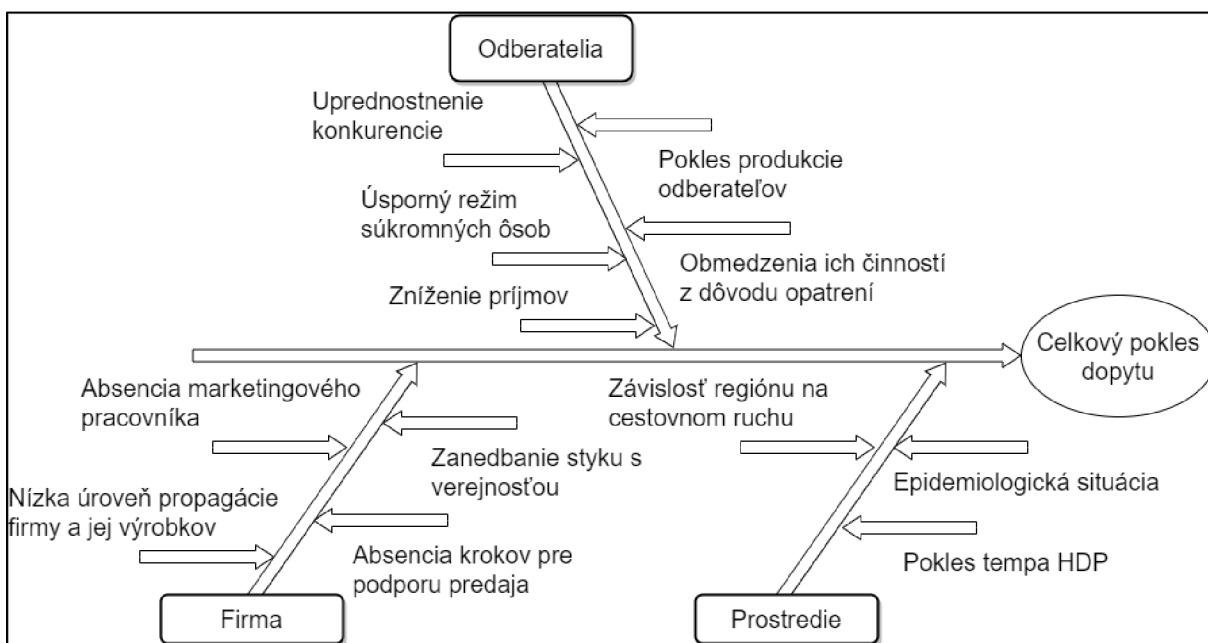 Odberatelia
Uprednostnenie
konkurencie
Pokles produkcie
odberateľov
Úsporný režim
súkromných ôsob
Obmedzenia ich činností
z dôvodu opatrení
Zníženie príjmov
Celkový pokles
dopytu
Absencia marketingového
pracovníka
Závislosť regiónu na
cestovnom ruchu
Zanedbanie styku s
verejnosťou
Epidemiologická situácia
Nízka úroveň propagácie
firmy a jej výrobkov
Absencia krokov pre
podporu predaja
Pokles tempa HDP
Firma
Prostredie